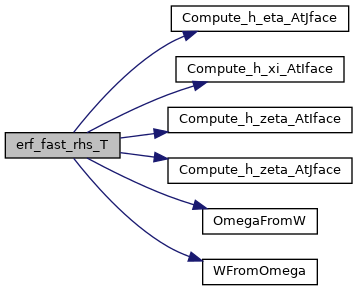 Compute_h_eta_AtJface
Compute_h_xi_AtIface
Compute_h_zeta_AtIface
erf_fast_rhs_T
Compute_h_zeta_AtJface
OmegaFromW
WFromOmega